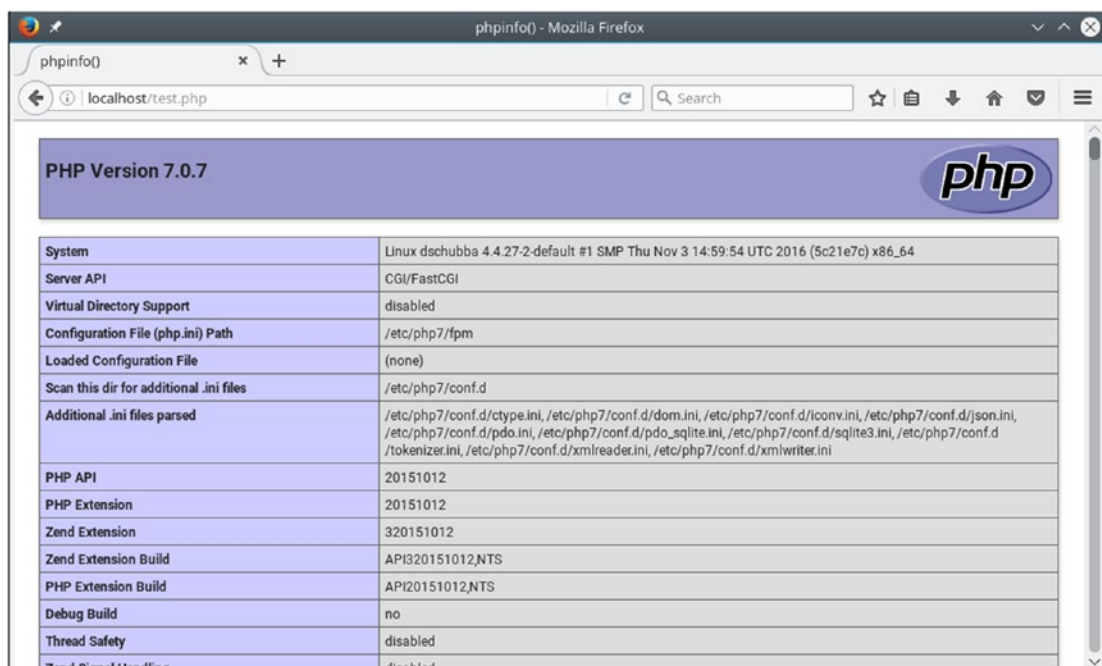 phpinfo() - Mozilla Firefox
phpinfo()
localhost/test.php
Search
PHP Version 7.0.7
php
System Linux dschubba 4.4.27-2-default #1 SMP Thu Nov 3 14:59:54 UTC 2016 (5c21e7c) x86_64
Server API CGI/FastCGI
Virtual Directory Support disabled
Configuration File (php.ini) Path /etc/php7/fpm
Loaded Configuration File (none)
Scan this dir for additional .ini files /etc/php7/conf.d
Additional .ini files parsed /etc/php7/conf.d/ctype.ini, /etc/php7/conf.d/dom.ini, /etc/php7/conf.d/iconv.ini, /etc/php7/conf.d/json.ini,
/etc/php7/conf.d/pdo.ini, /etc/php7/conf.d/pdo_sqlite.ini, /etc/php7/conf.d/sqlite3.ini, /etc/php7/conf.d
/tokenizer.ini, /etc/php7/conf.d/xmlreader.ini, /etc/php7/conf.d/xmlwriter.ini
PHP API 20151012
PHP Extension 20151012
Zend Extension 320151012
Zend Extension Build API320151012,NTS
PHP Extension Build API20151012,NTS
Debug Build no
Thread Safety disabled
Zend Signal Handling disabled